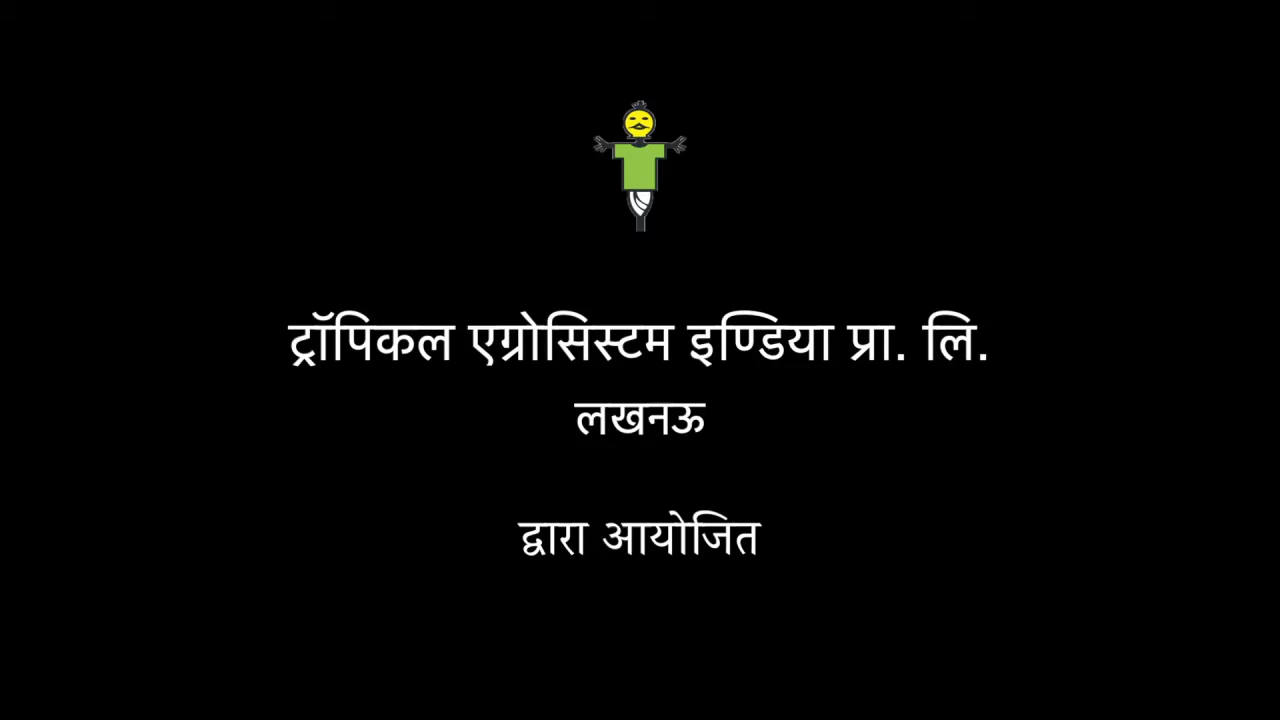 ट्रॉपिकल एग्रोसिस्टम इण्डिया प्रा. लि.
लखनऊ
द्वारा आयोजित